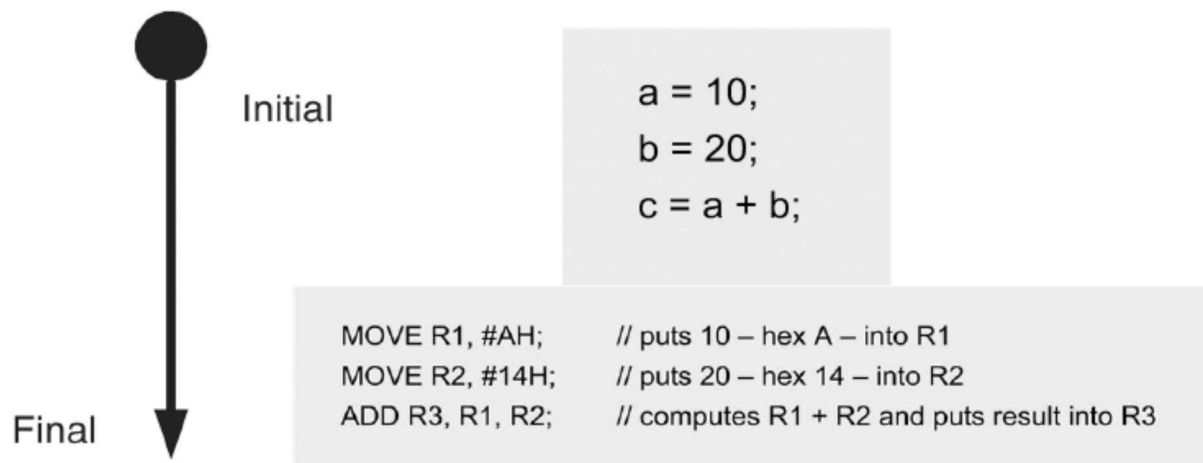 Initial
a = 10;
b = 20;
c = a + b;
MOVE R1, #AH; // puts 10 – hex A – into R1
MOVE R2, #14H; // puts 20 – hex 14 – into R2
ADD R3, R1, R2; // computes R1 + R2 and puts result into R3
Final